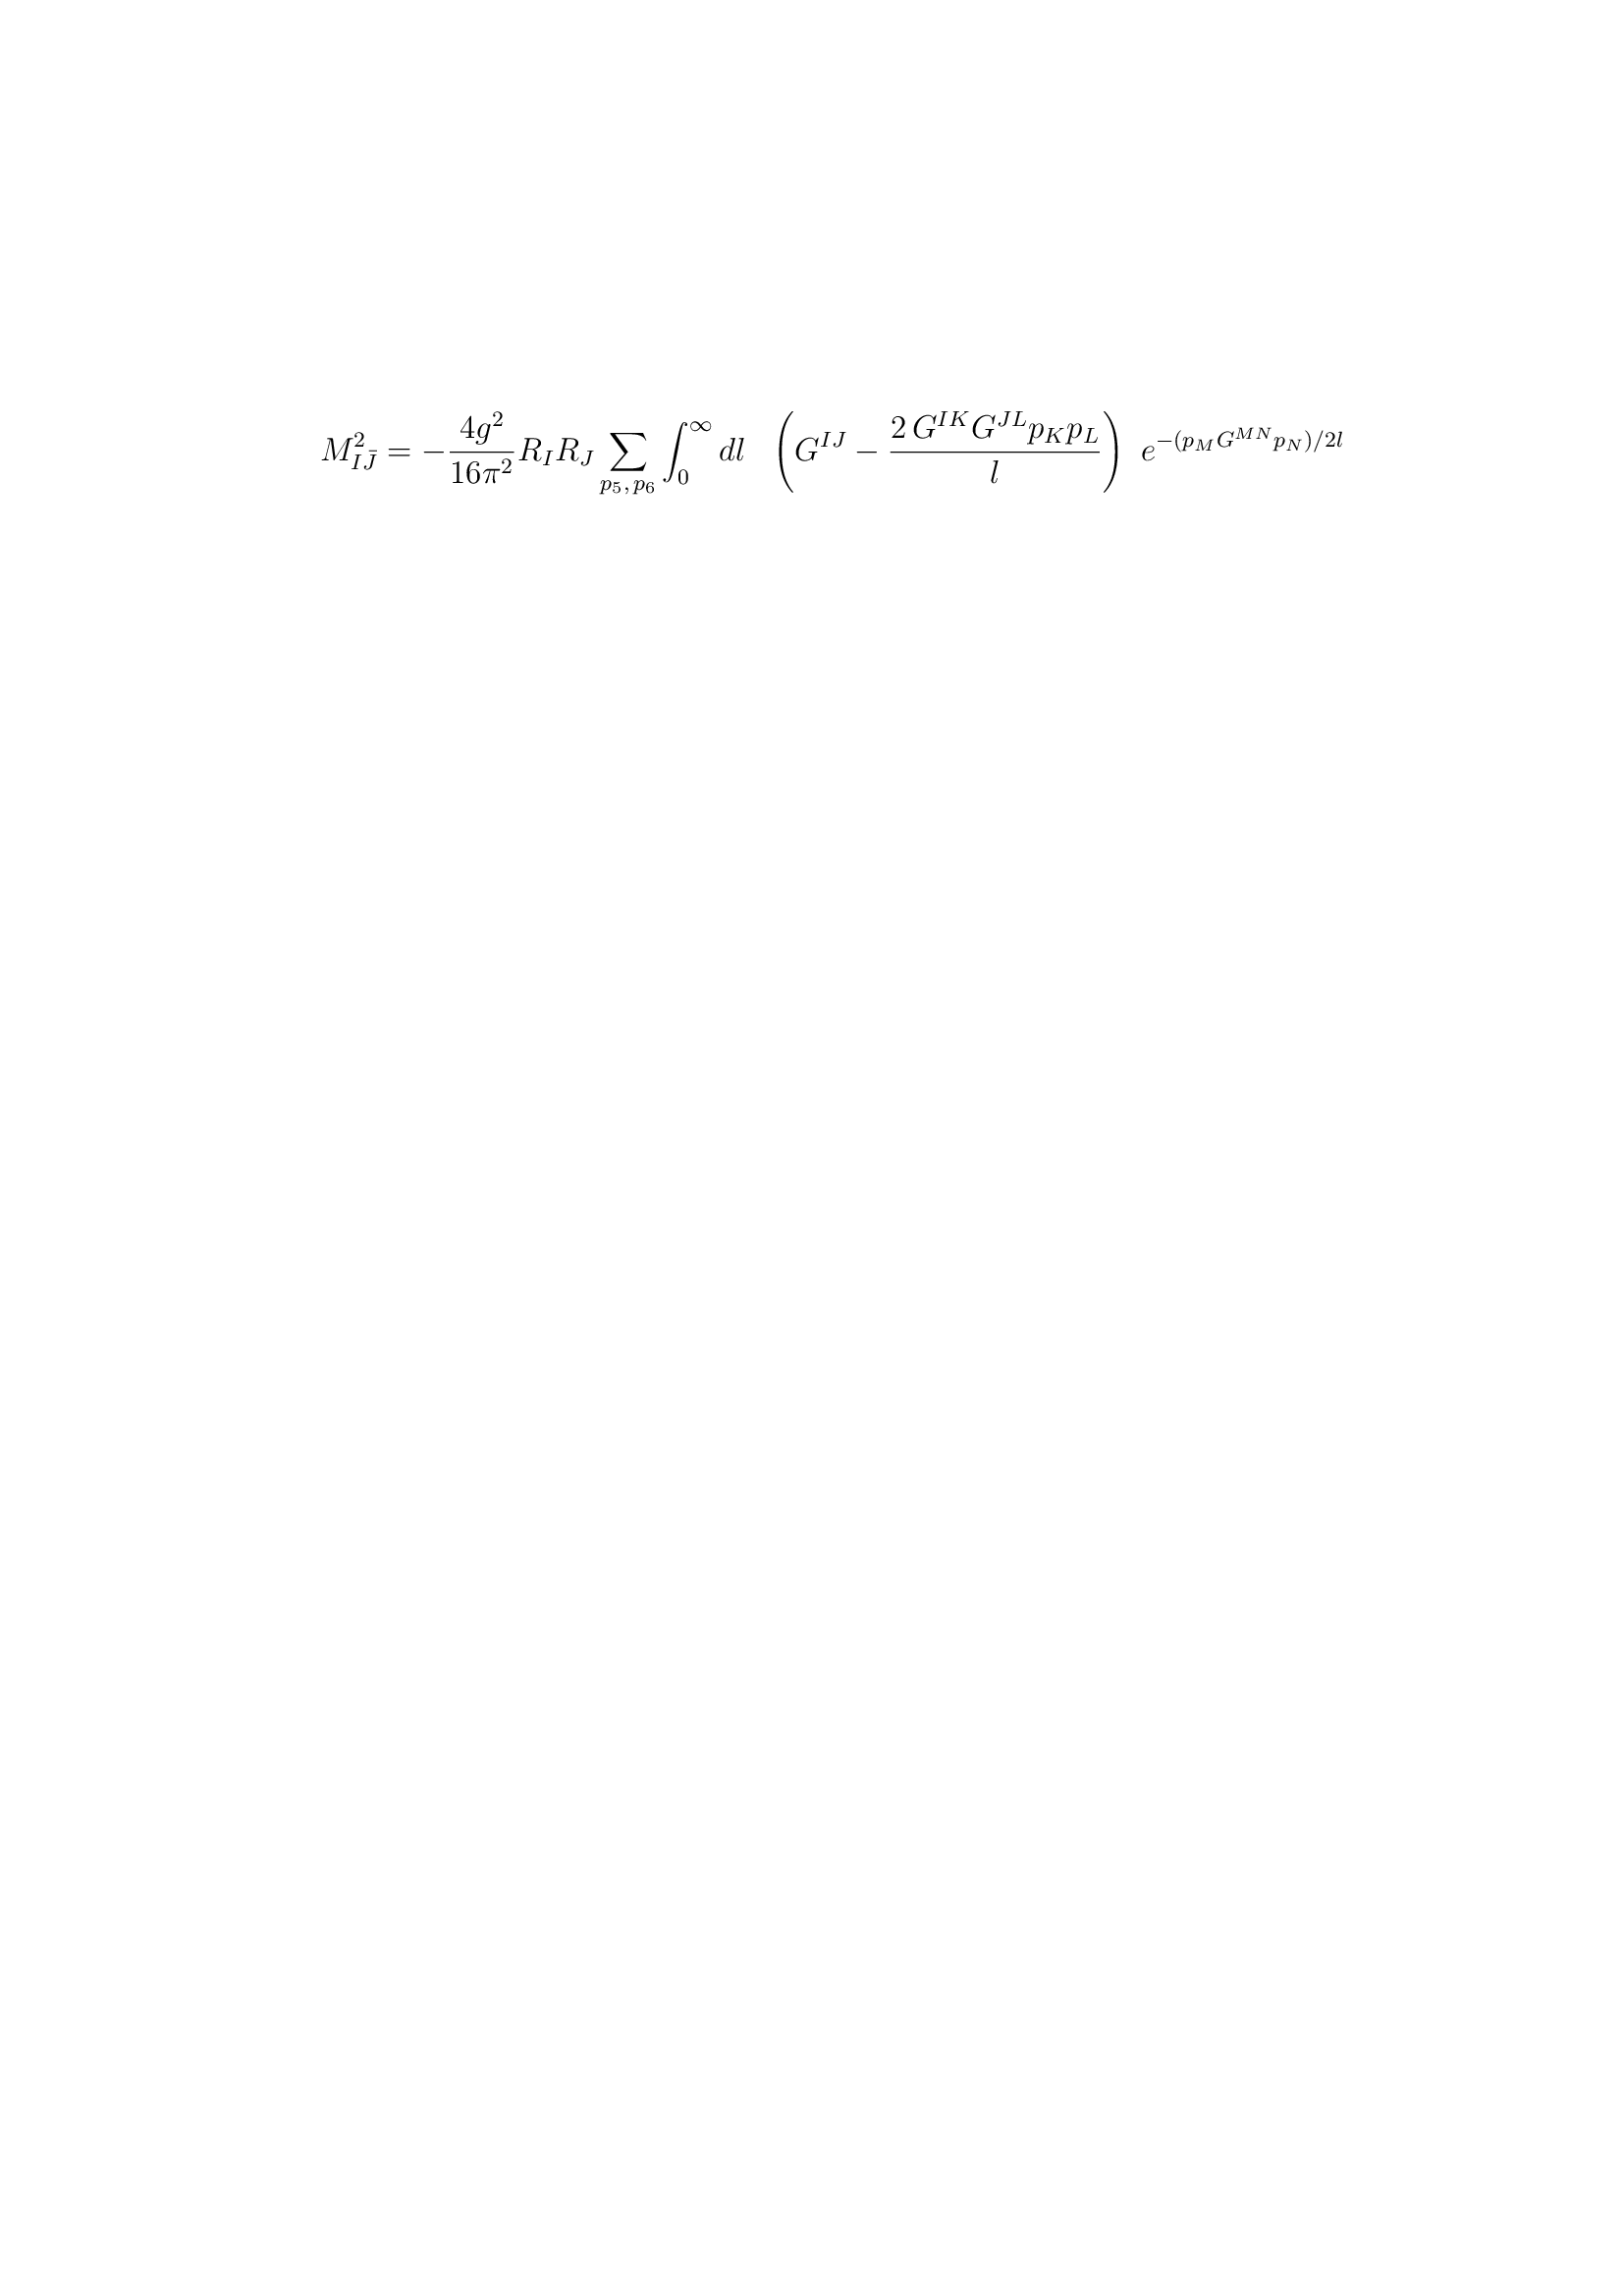 $M^2_{I\bar{J}} = -\frac{4g^2}{16\pi^2} R_I R_J \sum_{p_5, p_6} \int_0^\infty dl \quad \left( G^{IJ} - \frac{2\, G^{IK} G^{JL} p_K p_L}{l} \right) \; e^{-(p_M G^{MN} p_N)/2l}$